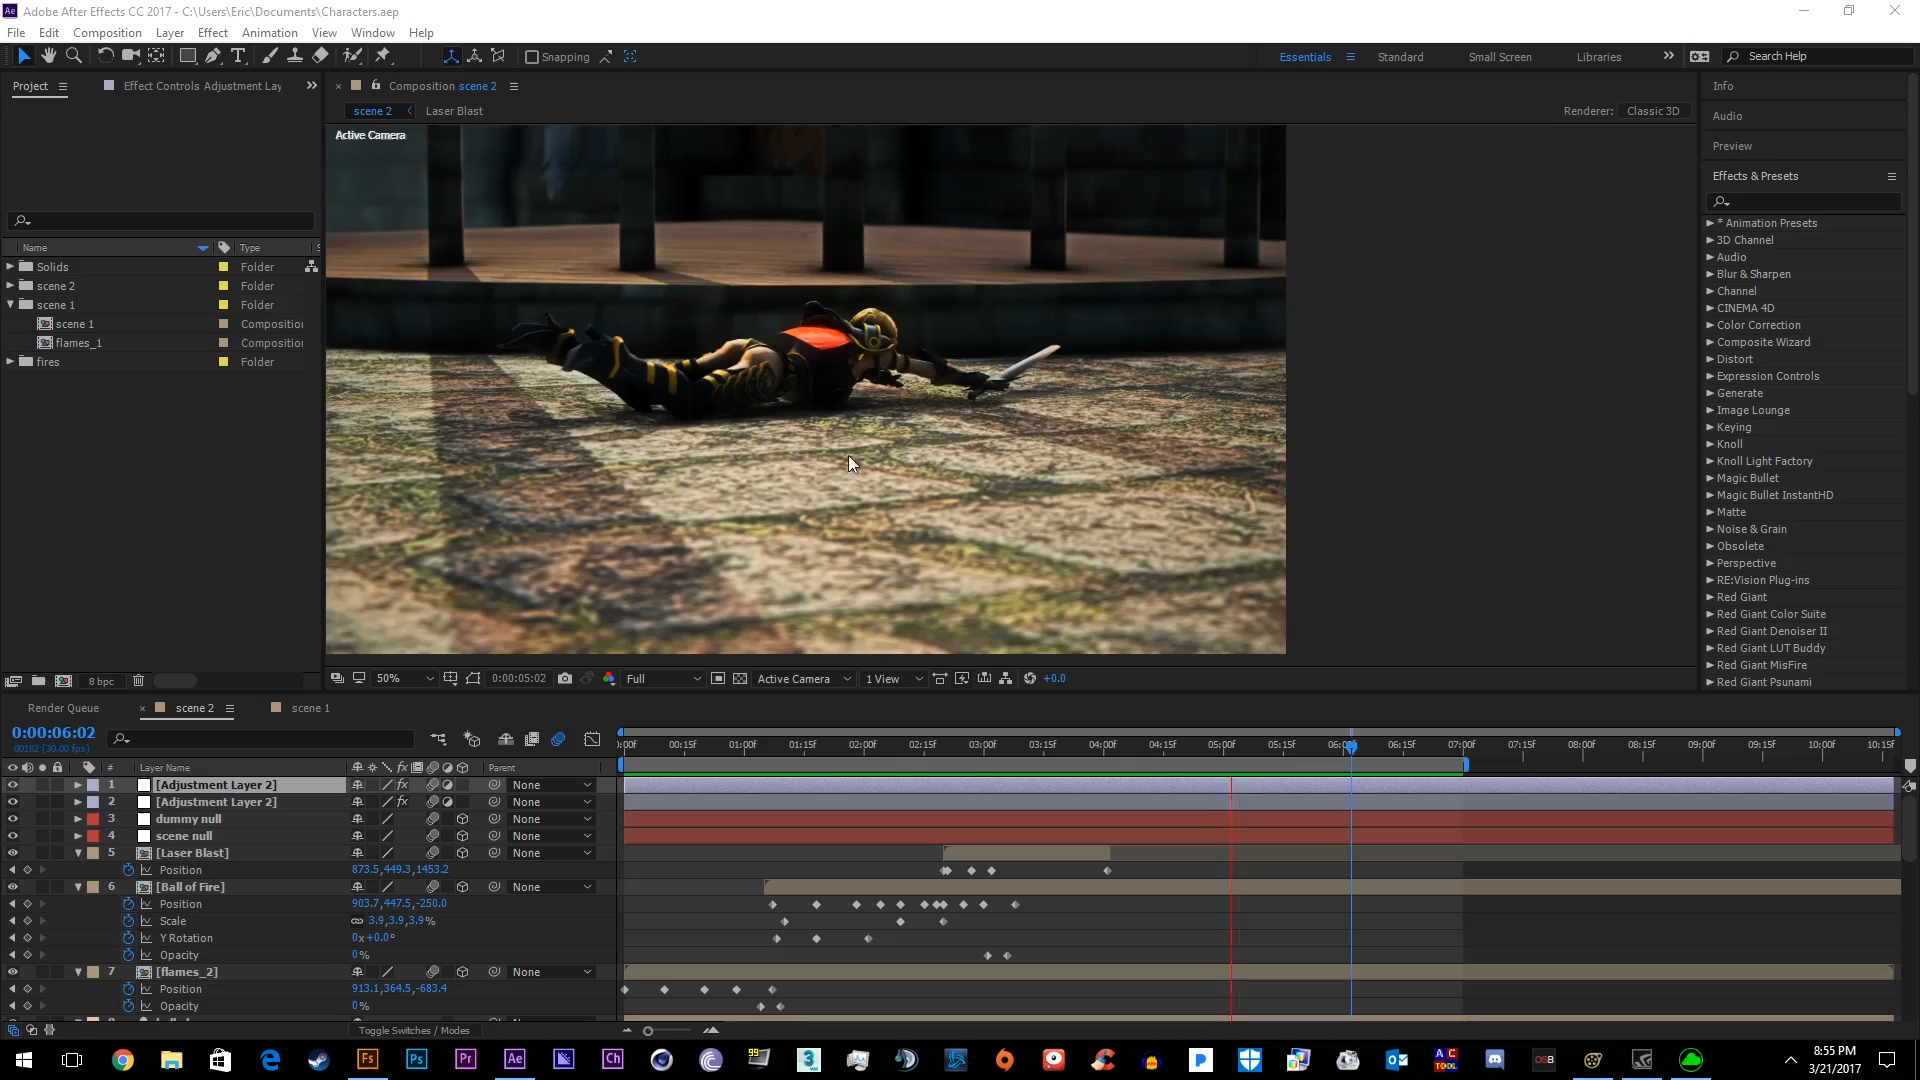 Adobe After Effects CC 2017 - C:\Users\Eric\Documents\Characters.aep
File Edit Composition Layer Effect Animation View Window Help
Snapping
Essentials Standard Small Screen Libraries Search Help
Project Effect Controls Adjustment Lay
Composition scene 2
scene 2 Laser Blast
Renderer: Classic 3D
Active Camera
Name Type
Solids Folder
scene 2 Folder
scene 1 Folder
scene 1 Compositio
flames_1 Compositio
fires Folder
8 bpc
50% 0:00:05:02 Full Active Camera 1 View +0.0
Info
Audio
Preview
Effects & Presets
* Animation Presets
3D Channel
Audio
Blur & Sharpen
Channel
CINEMA 4D
Color Correction
Composite Wizard
Distort
Expression Controls
Generate
Image Lounge
Keying
Knoll
Knoll Light Factory
Magic Bullet
Magic Bullet InstantHD
Matte
Noise & Grain
Obsolete
Perspective
RE:Vision Plug-ins
Red Giant
Red Giant Color Suite
Red Giant Denoiser II
Red Giant LUT Buddy
Red Giant MisFire
Red Giant Psunami
Render Queue scene 2 scene 1
0:00:06:02
00182 (30.00 fps)
:00f 00:15f 01:00f 01:15f 02:00f 02:15f 03:00f 03:15f 04:00f 04:15f 05:00f 05:15f 06:00f 06:15f 07:00f 07:15f 08:00f 08:15f 09:00f 09:15f 10:00f 10:15f
# Layer Name fx Parent
1 [Adjustment Layer 2] fx None
2 [Adjustment Layer 2] fx None
3 dummy null None
4 scene null None
5 [Laser Blast] None
Position 873.5,449.3,1453.2
6 [Ball of Fire] None
Position 903.7,447.5,-250.0
Scale 3.9,3.9,3.9%
Y Rotation 0x+0.0°
Opacity 0%
7 [flames_2] None
Position 913.1,364.5,-683.4
Opacity 0%
Toggle Switches / Modes
Fs Ps Pr Ae Ch 99 3 P AC TOOL OSB
8:55 PM
3/21/2017